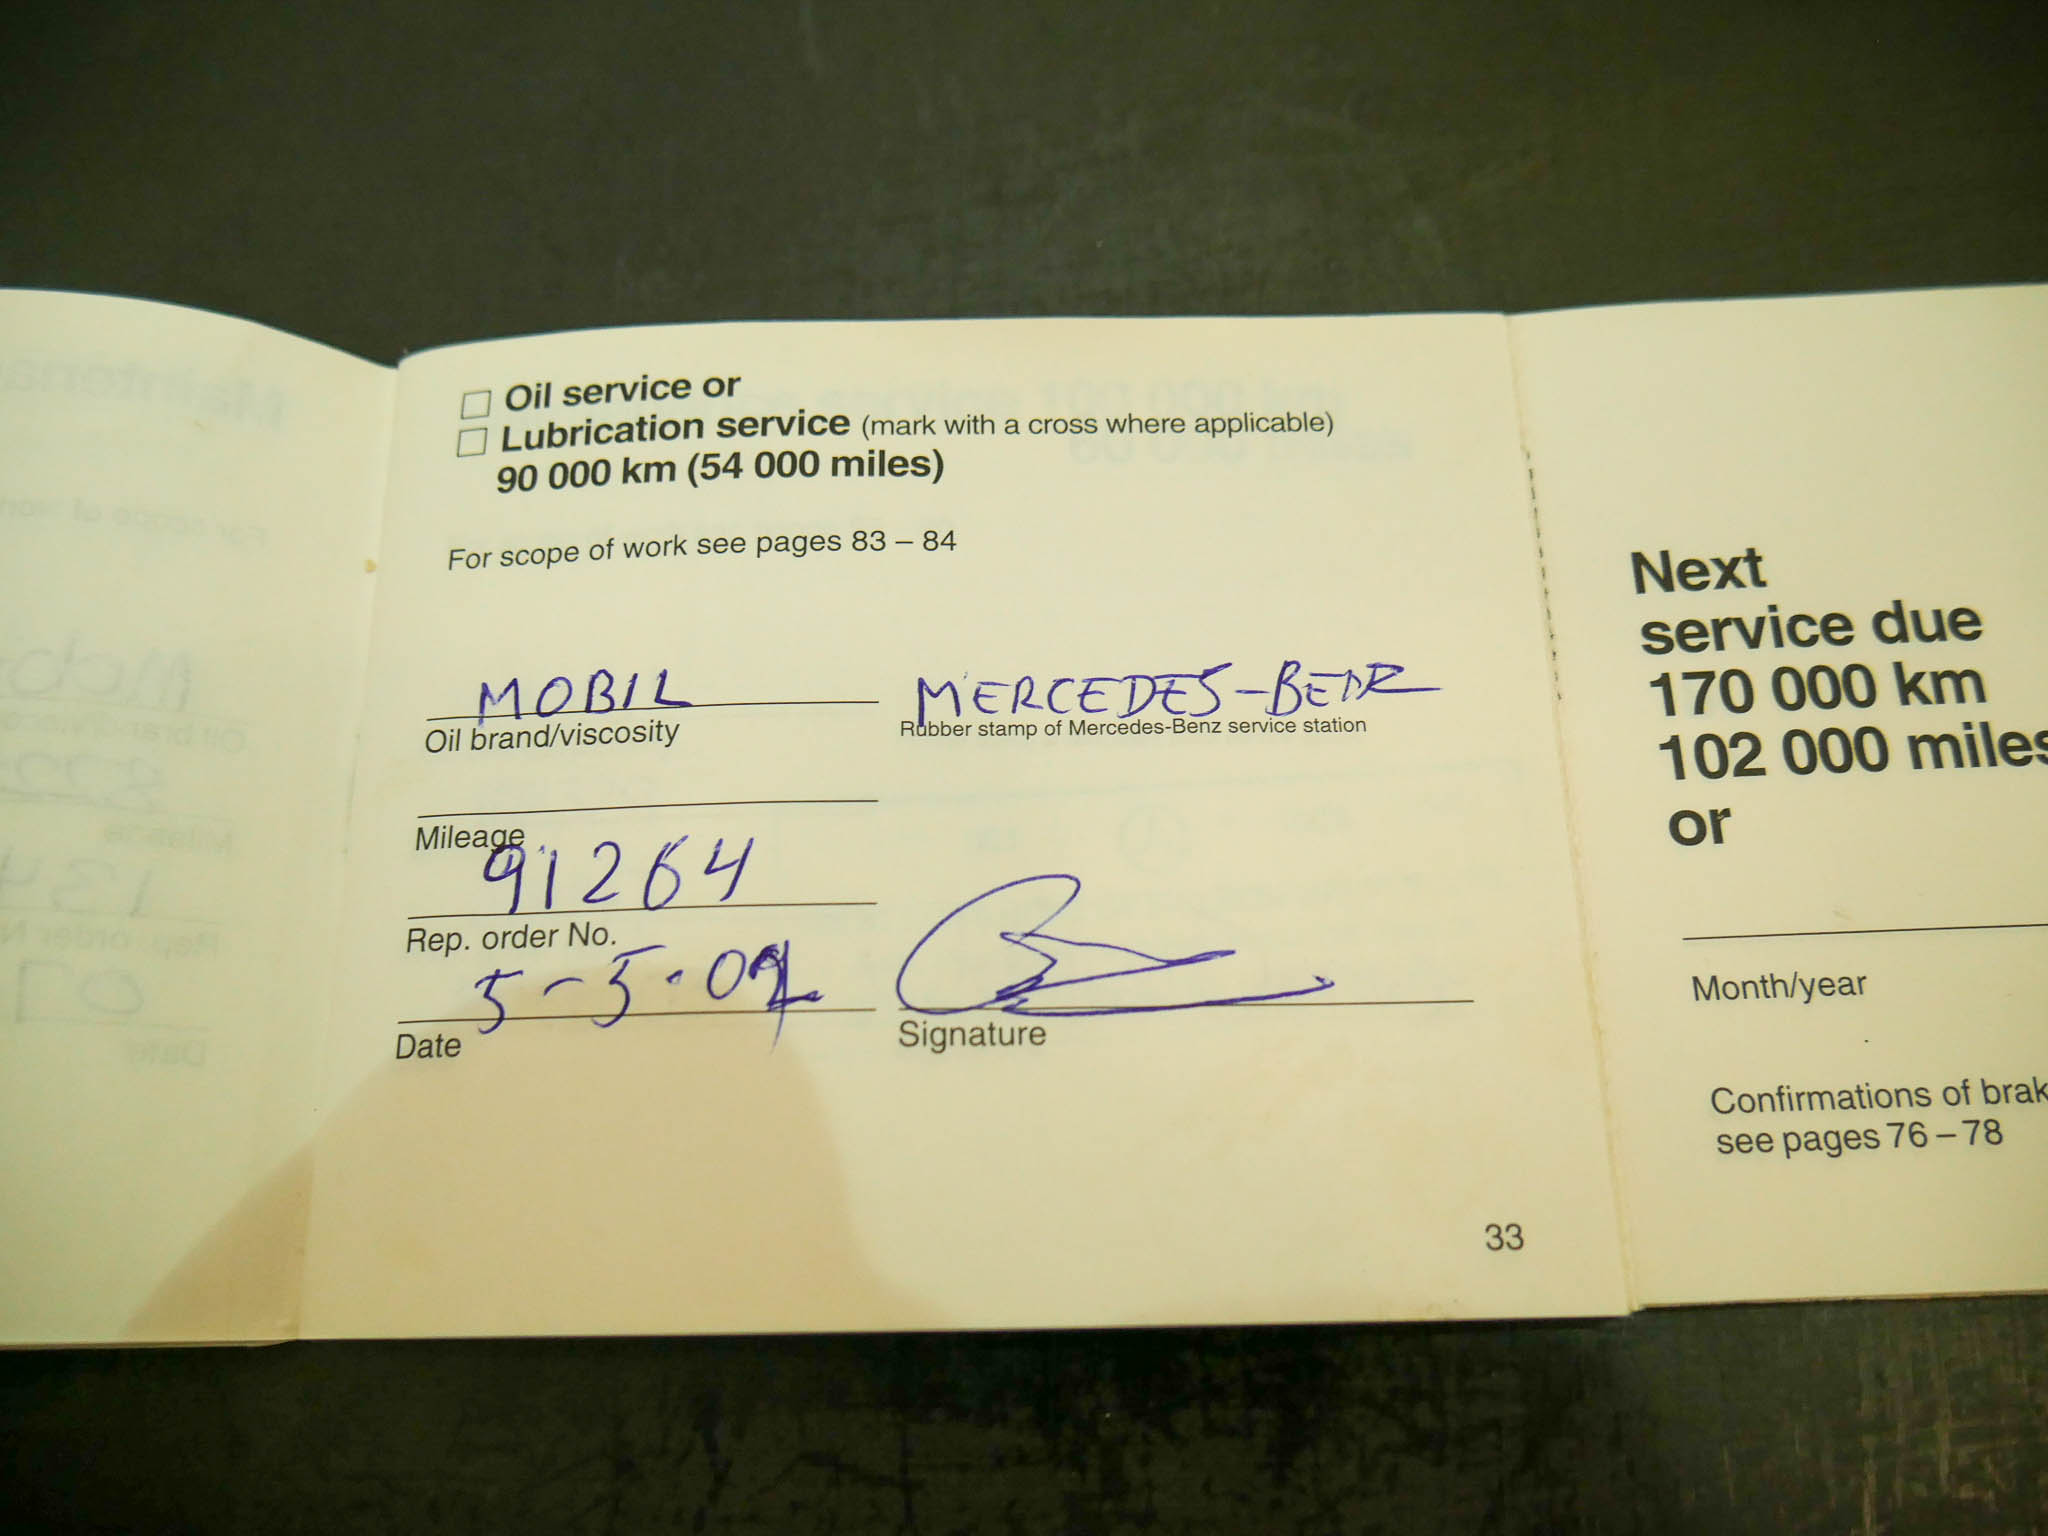 Oil service or
Lubrication service (mark with a cross where applicable)
90 000 km (54 000 miles)
For scope of work see pages 83 – 84
MOBIL
Oil brand/viscosity
MERCEDES-BENZ
Rubber stamp of Mercedes-Benz service station
Mileage
91264
Rep. order No.
5-5.09
Date
Signature
33
Next
service due
170 000 km
102 000 miles
or
Month/year
Confirmations of brak
see pages 76 – 78